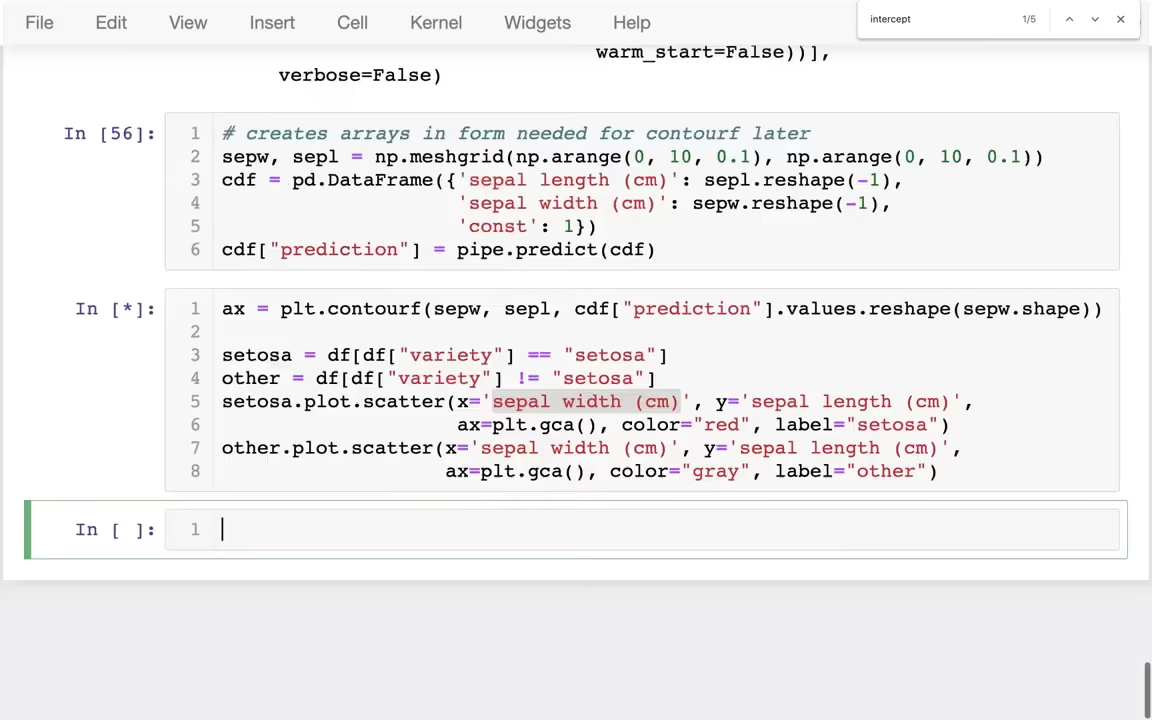 File Edit View Insert Cell Kernel Widgets Help
intercept 1/5
warm_start=False))],
verbose=False)
In [56]:
1 # creates arrays in form needed for contourf later
2 sepw, sepl = np.meshgrid(np.arange(0, 10, 0.1), np.arange(0, 10, 0.1))
3 cdf = pd.DataFrame({'sepal length (cm)': sepl.reshape(-1),
4 'sepal width (cm)': sepw.reshape(-1),
5 'const': 1})
6 cdf["prediction"] = pipe.predict(cdf)
In [*]:
1 ax = plt.contourf(sepw, sepl, cdf["prediction"].values.reshape(sepw.shape))
2
3 setosa = df[df["variety"] == "setosa"]
4 other = df[df["variety"] != "setosa"]
5 setosa.plot.scatter(x='sepal width (cm)', y='sepal length (cm)',
6 ax=plt.gca(), color="red", label="setosa")
7 other.plot.scatter(x='sepal width (cm)', y='sepal length (cm)',
8 ax=plt.gca(), color="gray", label="other")
In [ ]:
1